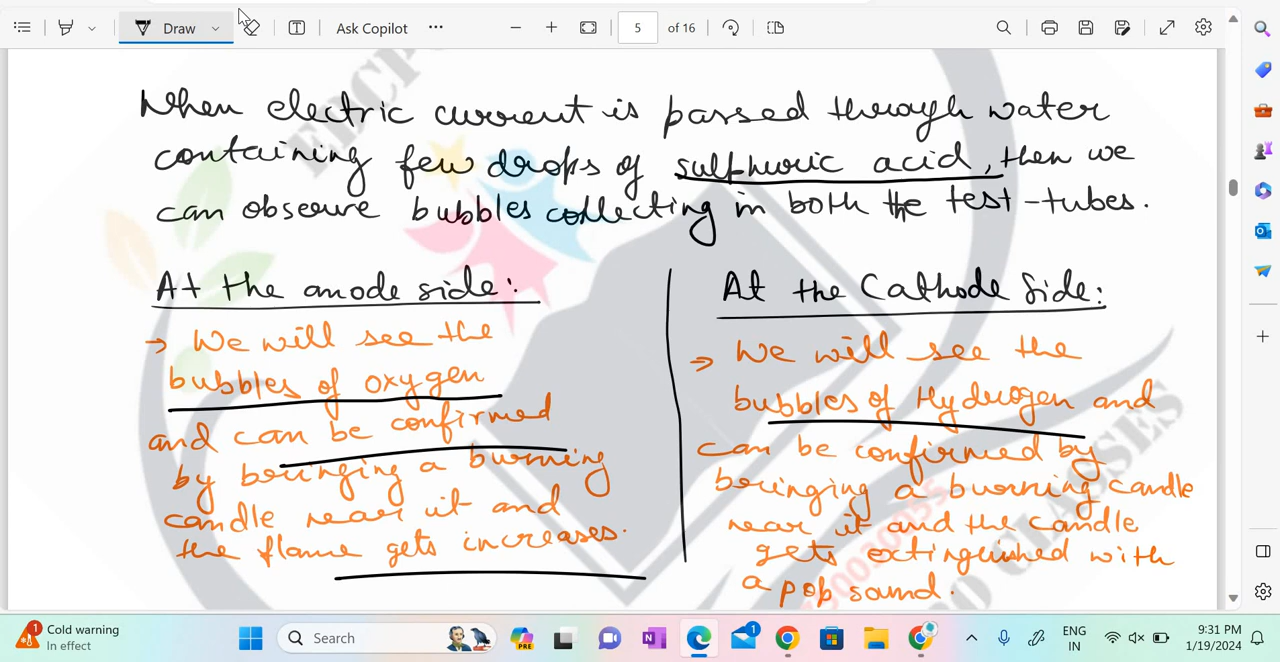 Draw
Ask Copilot
5
of 16
When electric current is passed through water
containing few drops of sulphuric acid, then we
can observe bubbles collecting in both the test-tubes.
At the anode side:
→ We will see the
bubbles of oxygen
and can be confirmed
by bringing a burning
candle near it and
the flame gets increases.
At the Cathode Side:
→ We will see the
bubbles of Hydrogen and
can be confirmed by
bringing a burning candle
near it and the candle
gets extinguished with
a pop sound.
CLASSES
Cold warning
In effect
Search
PRE
1
1
ENG
IN
9:31 PM
1/19/2024